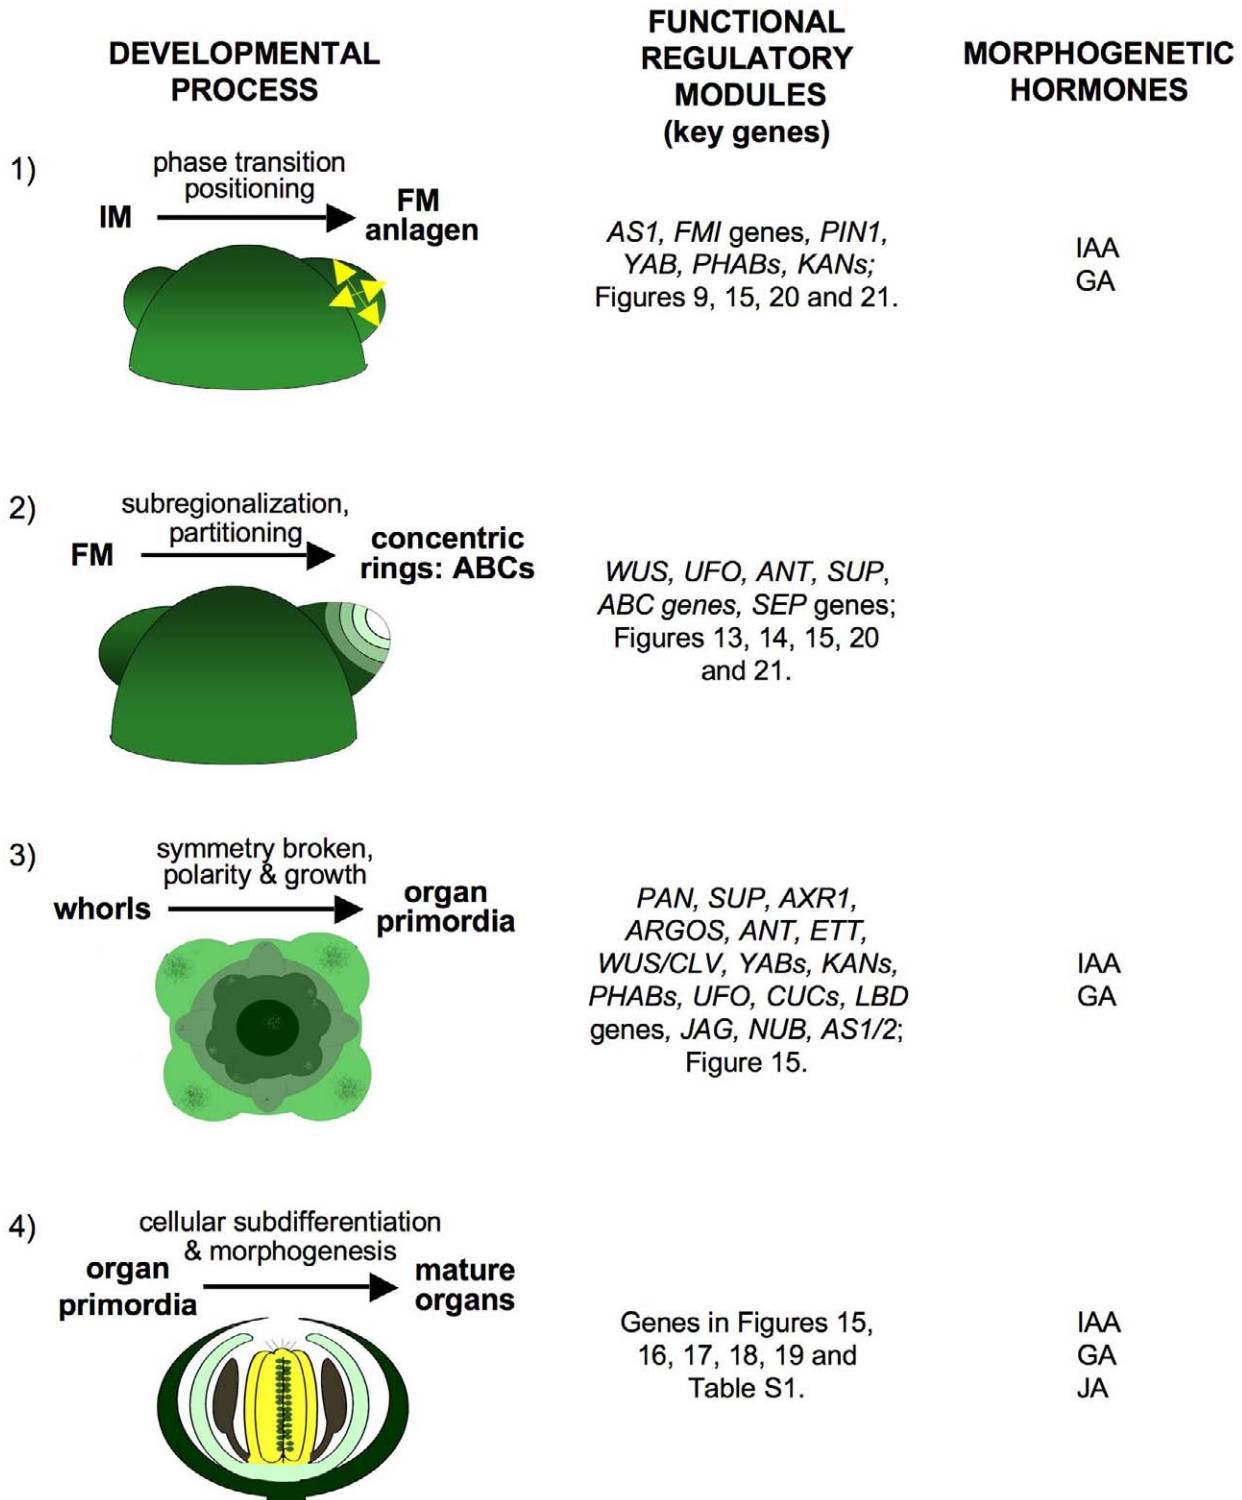 DEVELOPMENTAL
PROCESS
FUNCTIONAL
REGULATORY
MODULES
(key genes)
MORPHOGENETIC
HORMONES
1)
phase transition
positioning
IM
FM
anlagen
AS1, FMI genes, PIN1,
YAB, PHABs, KANs;
Figures 9, 15, 20 and 21.
IAA
GA
2)
subregionalization,
partitioning
FM
concentric
rings: ABCs
WUS, UFO, ANT, SUP,
ABC genes, SEP genes;
Figures 13, 14, 15, 20
and 21.
3)
symmetry broken,
polarity & growth
whorls
organ
primordia
PAN, SUP, AXR1,
ARGOS, ANT, ETT,
WUS/CLV, YABs, KANs,
PHABs, UFO, CUCs, LBD
genes, JAG, NUB, AS1/2;
Figure 15.
IAA
GA
4)
cellular subdifferentiation
& morphogenesis
organ
primordia
mature
organs
Genes in Figures 15,
16, 17, 18, 19 and
Table S1.
IAA
GA
JA